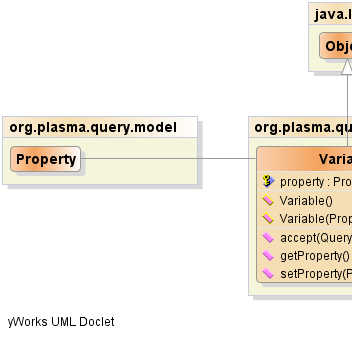 java.l
Obje
org.plasma.query.model
org.plasma.qu
Property
Varia
property : Pro
Variable()
Variable(Prop
accept(Query
getProperty()
setProperty(P
yWorks UML Doclet